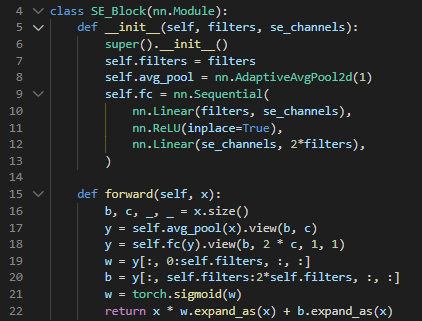 4 class SE_Block(nn.Module):
5     def __init__(self, filters, se_channels):
6         super().__init__()
7         self.filters = filters
8         self.avg_pool = nn.AdaptiveAvgPool2d(1)
9         self.fc = nn.Sequential(
10             nn.Linear(filters, se_channels),
11             nn.ReLU(inplace=True),
12             nn.Linear(se_channels, 2*filters),
13         )
14
15     def forward(self, x):
16         b, c, _, _ = x.size()
17         y = self.avg_pool(x).view(b, c)
18         y = self.fc(y).view(b, 2 * c, 1, 1)
19         w = y[:, 0:self.filters, :, :]
20         b = y[:, self.filters:2*self.filters, :, :]
21         w = torch.sigmoid(w)
22         return x * w.expand_as(x) + b.expand_as(x)